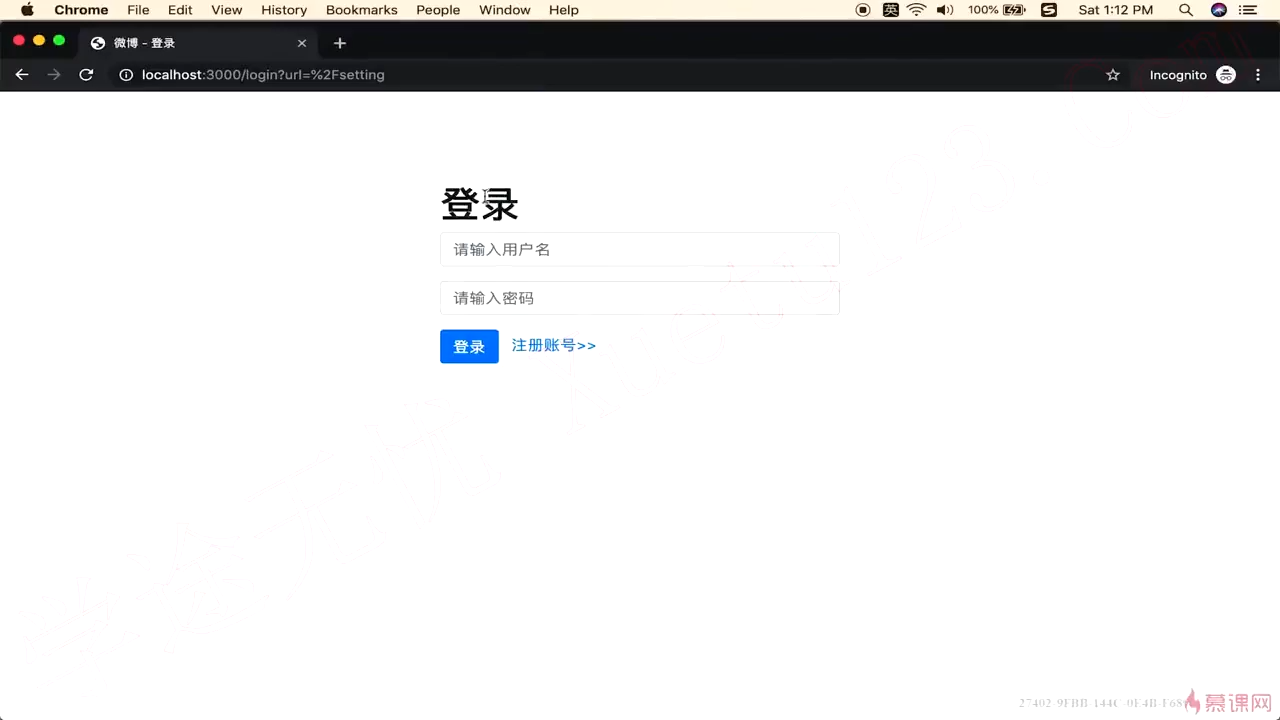 Chrome File Edit View History Bookmarks People Window Help 英 100% Sat 1:12 PM
微博 - 登录
localhost:3000/login?url=%2Fsetting Incognito
登录
请输入用户名
请输入密码
登录 注册账号>>
慕课网